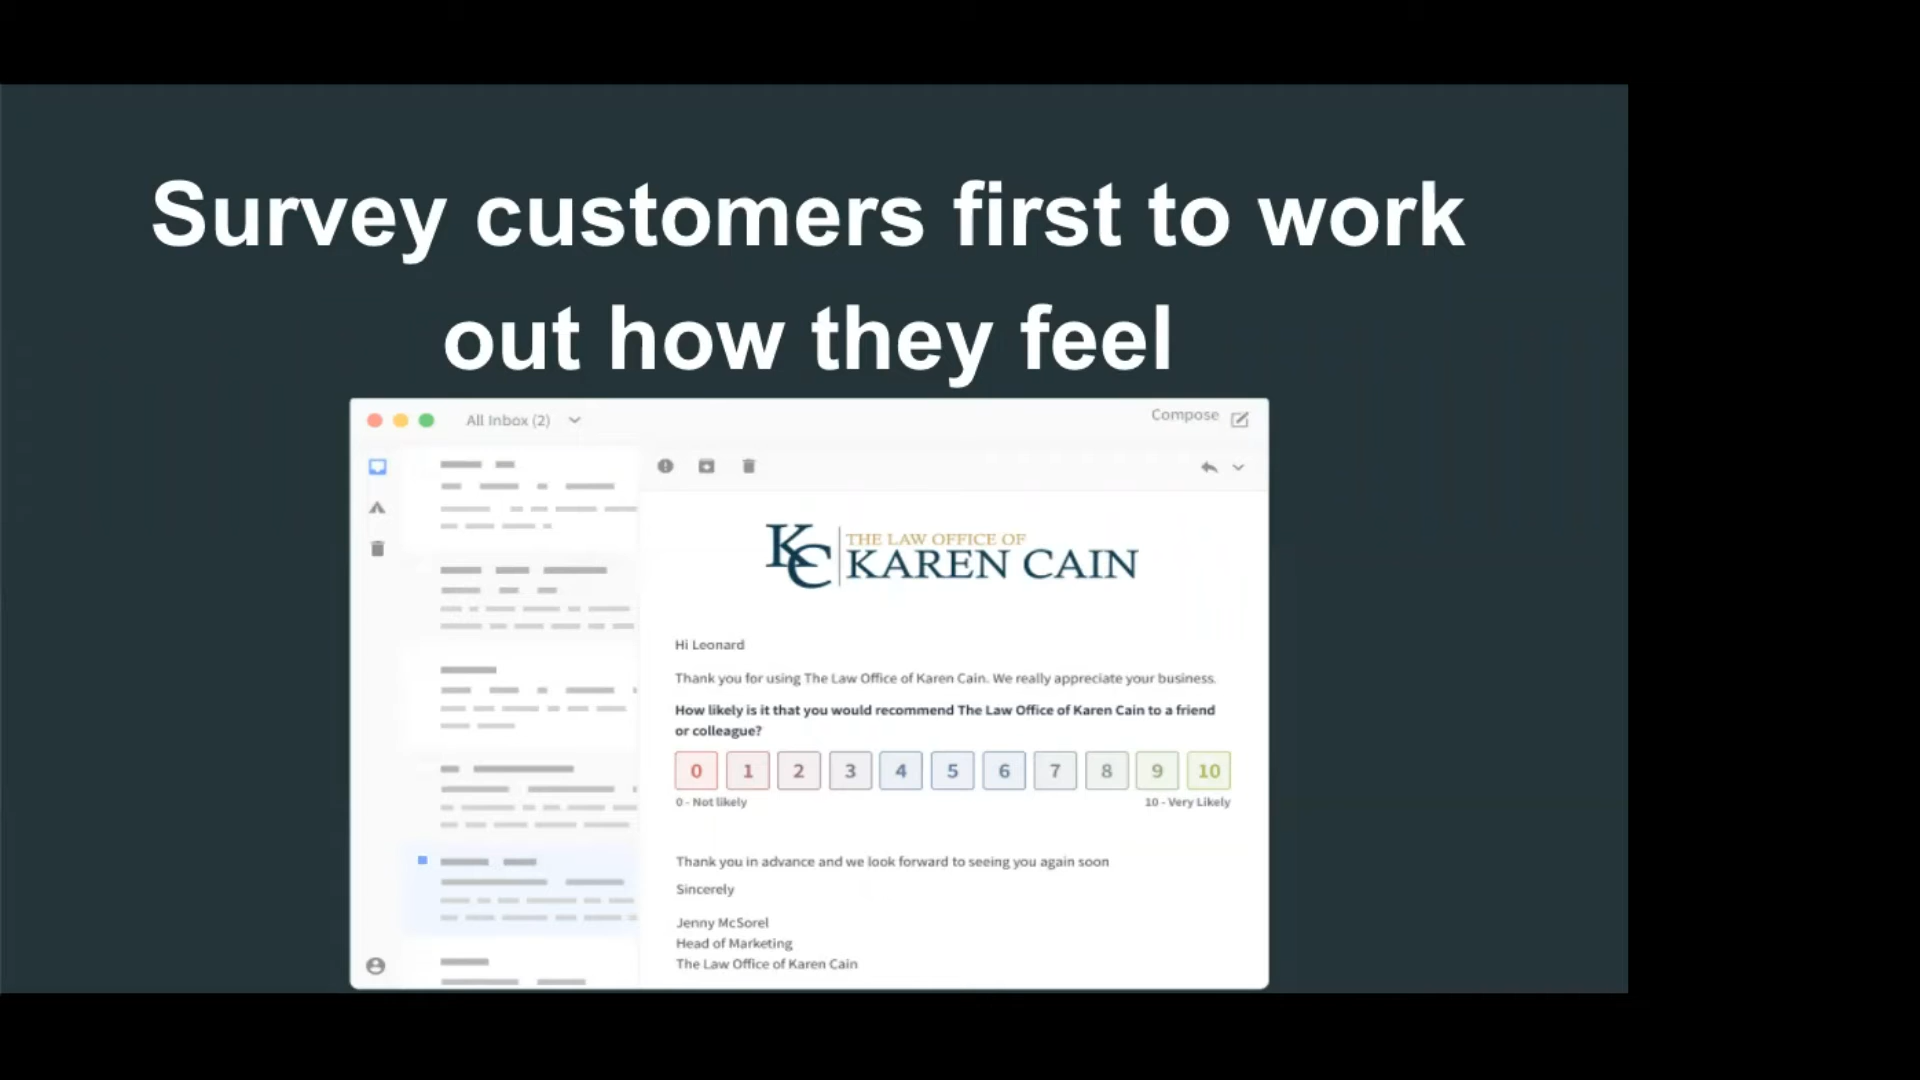 Survey customers first to work
out how they feel
All Inbox (2)
Compose
KC
THE LAW OFFICE OF
KAREN CAIN
Hi Leonard
Thank you for using The Law Office of Karen Cain. We really appreciate your business.
How likely is it that you would recommend The Law Office of Karen Cain to a friend
or colleague?
0 1 2 3 4 5 6 7 8 9 10
0 - Not likely
10 - Very Likely
Thank you in advance and we look forward to seeing you again soon
Sincerely
Jenny McSorel
Head of Marketing
The Law Office of Karen Cain